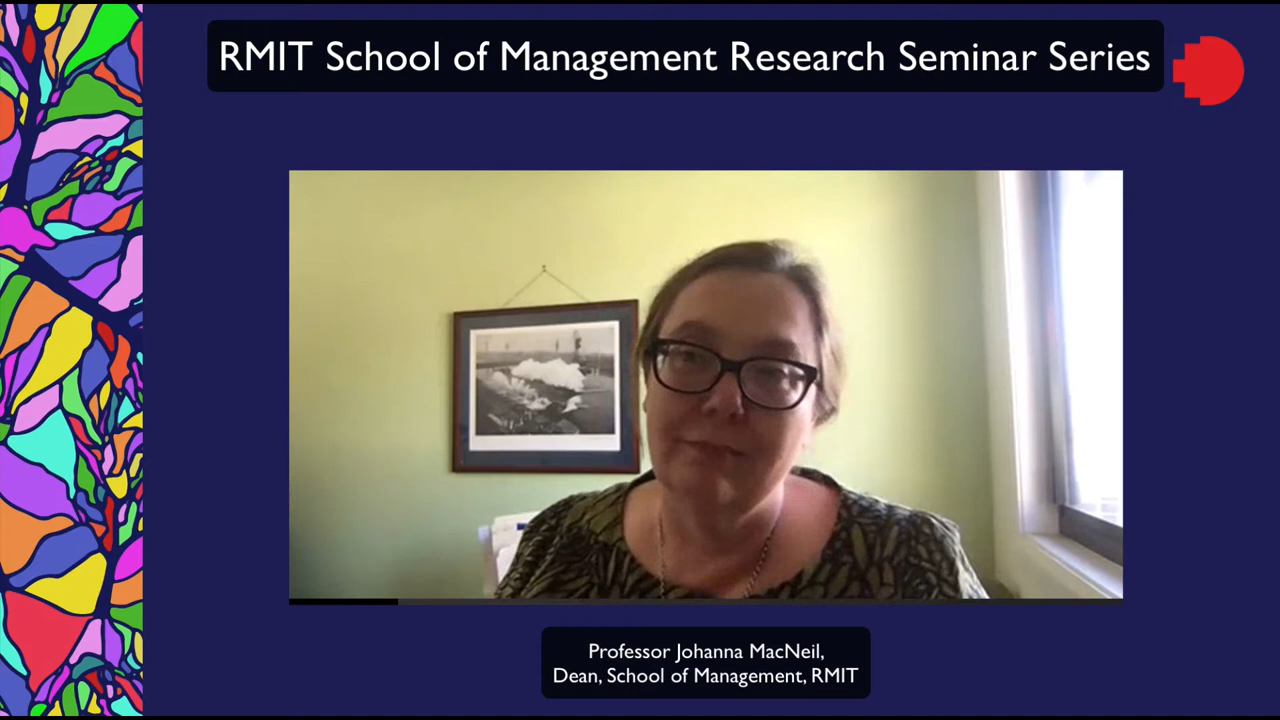 RMIT School of Management Research Seminar Series
Professor Johanna MacNeil,
Dean, School of Management, RMIT